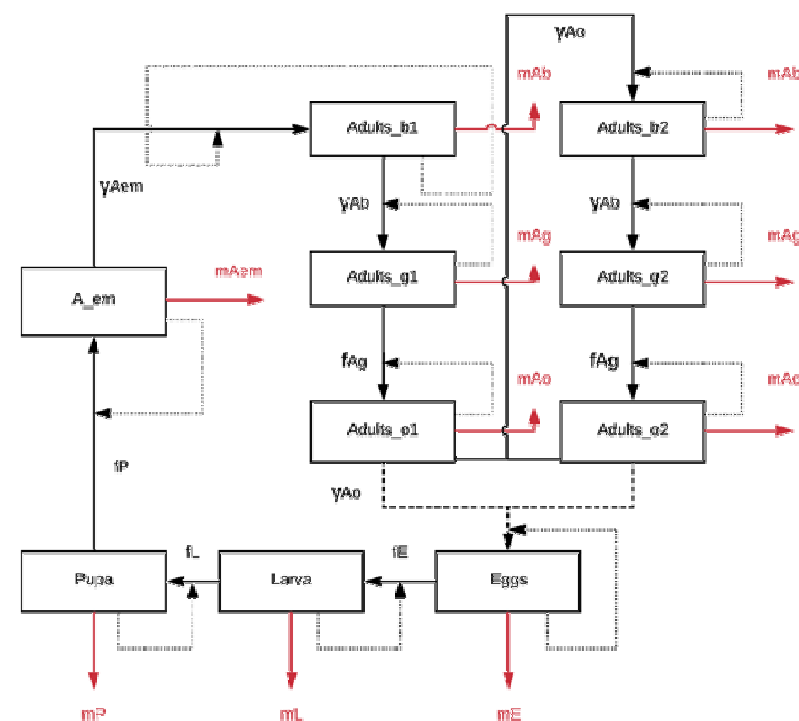 γAo
mAb
mAb
Adults_b1
Adults_b2
γAem
γAb
γAb
mAg
mAg
mAem
A_em
Adults_g1
Adults_g2
fAg
fAg
mAo
mAo
Adults_o1
Adults_o2
fP
γAo
fL
fE
Pupa
Larva
Eggs
mP
mL
mE